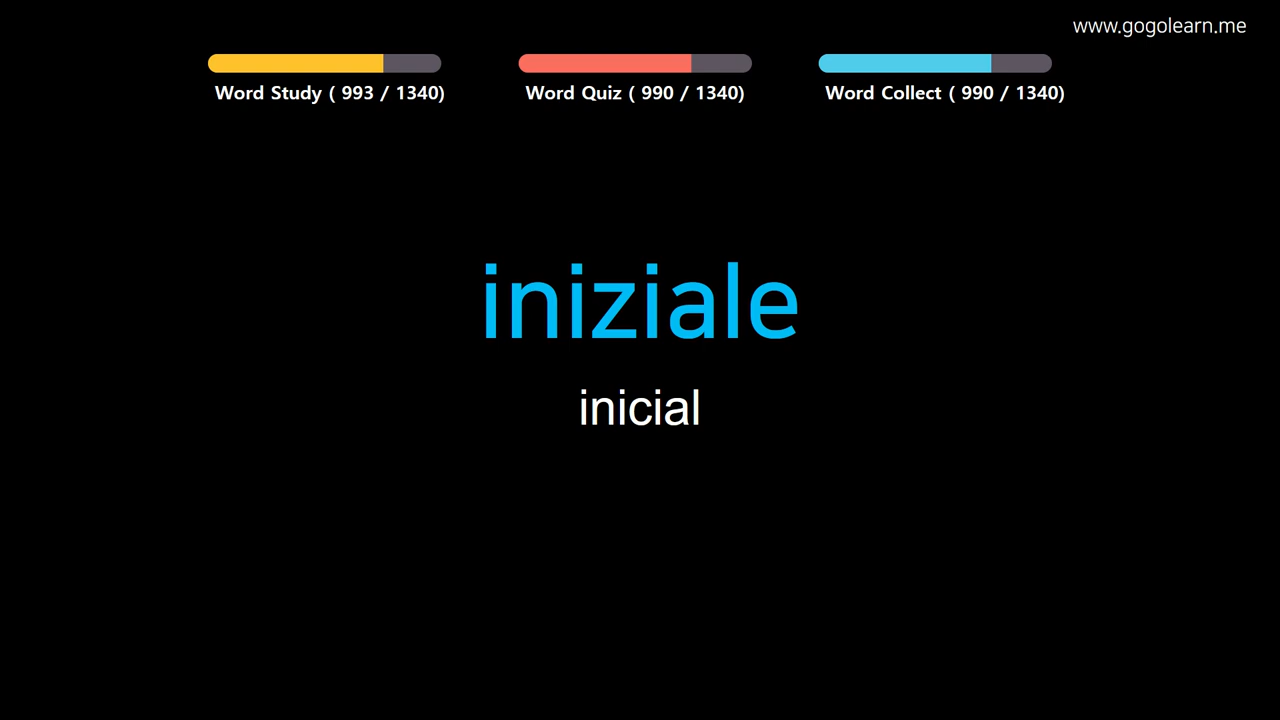 www.gogolearn.me
Word Study ( 993 / 1340)
Word Quiz ( 990 / 1340)
Word Collect ( 990 / 1340)
iniziale
inicial